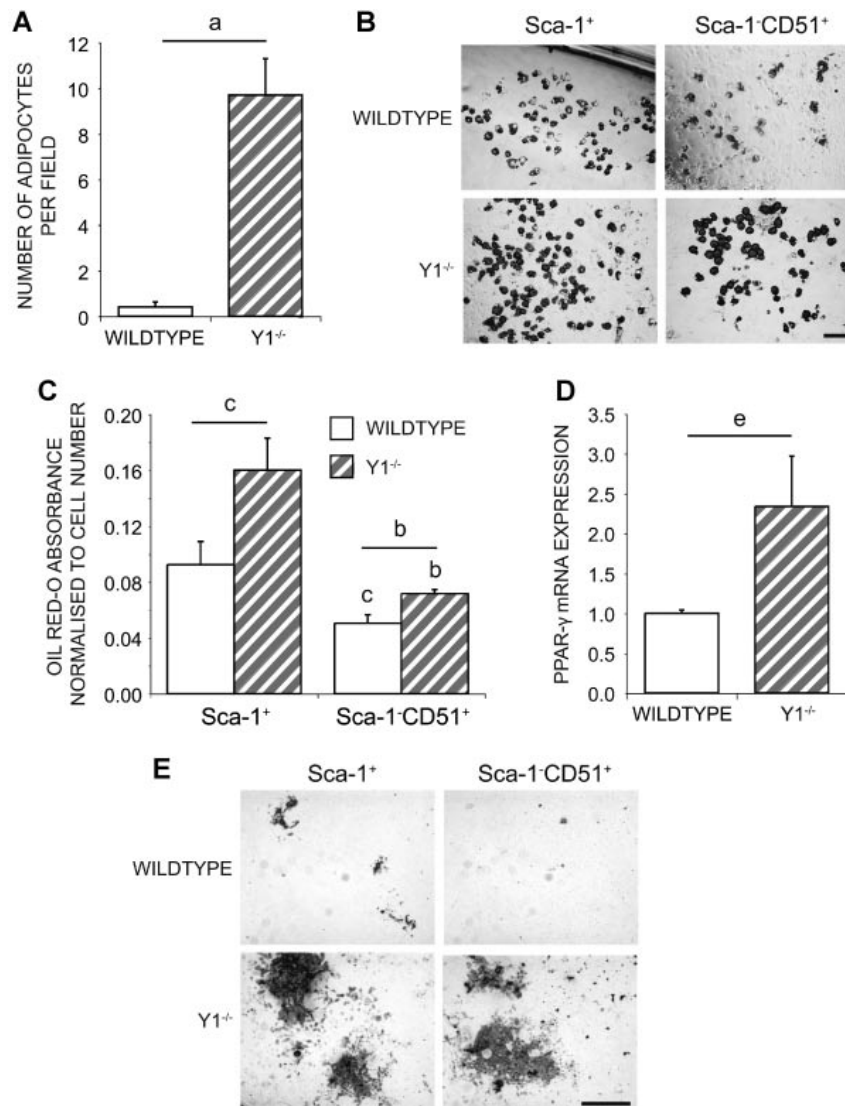 A
a
NUMBER OF ADIPOCYTES
PER FIELD
12
10
8
6
4
2
0
WILDTYPE
Y1⁻/⁻
B
Sca-1⁺
Sca-1⁻CD51⁺
WILDTYPE
Y1⁻/⁻
C
OIL RED-O ABSORBANCE
NORMALISED TO CELL NUMBER
0.20
0.16
0.12
0.08
0.04
0.00
c
b
c
b
WILDTYPE
Y1⁻/⁻
Sca-1⁺
Sca-1⁻CD51⁺
D
PPAR-γ mRNA EXPRESSION
3.5
3.0
2.5
2.0
1.5
1.0
0.5
0.0
e
WILDTYPE
Y1⁻/⁻
E
Sca-1⁺
Sca-1⁻CD51⁺
WILDTYPE
Y1⁻/⁻